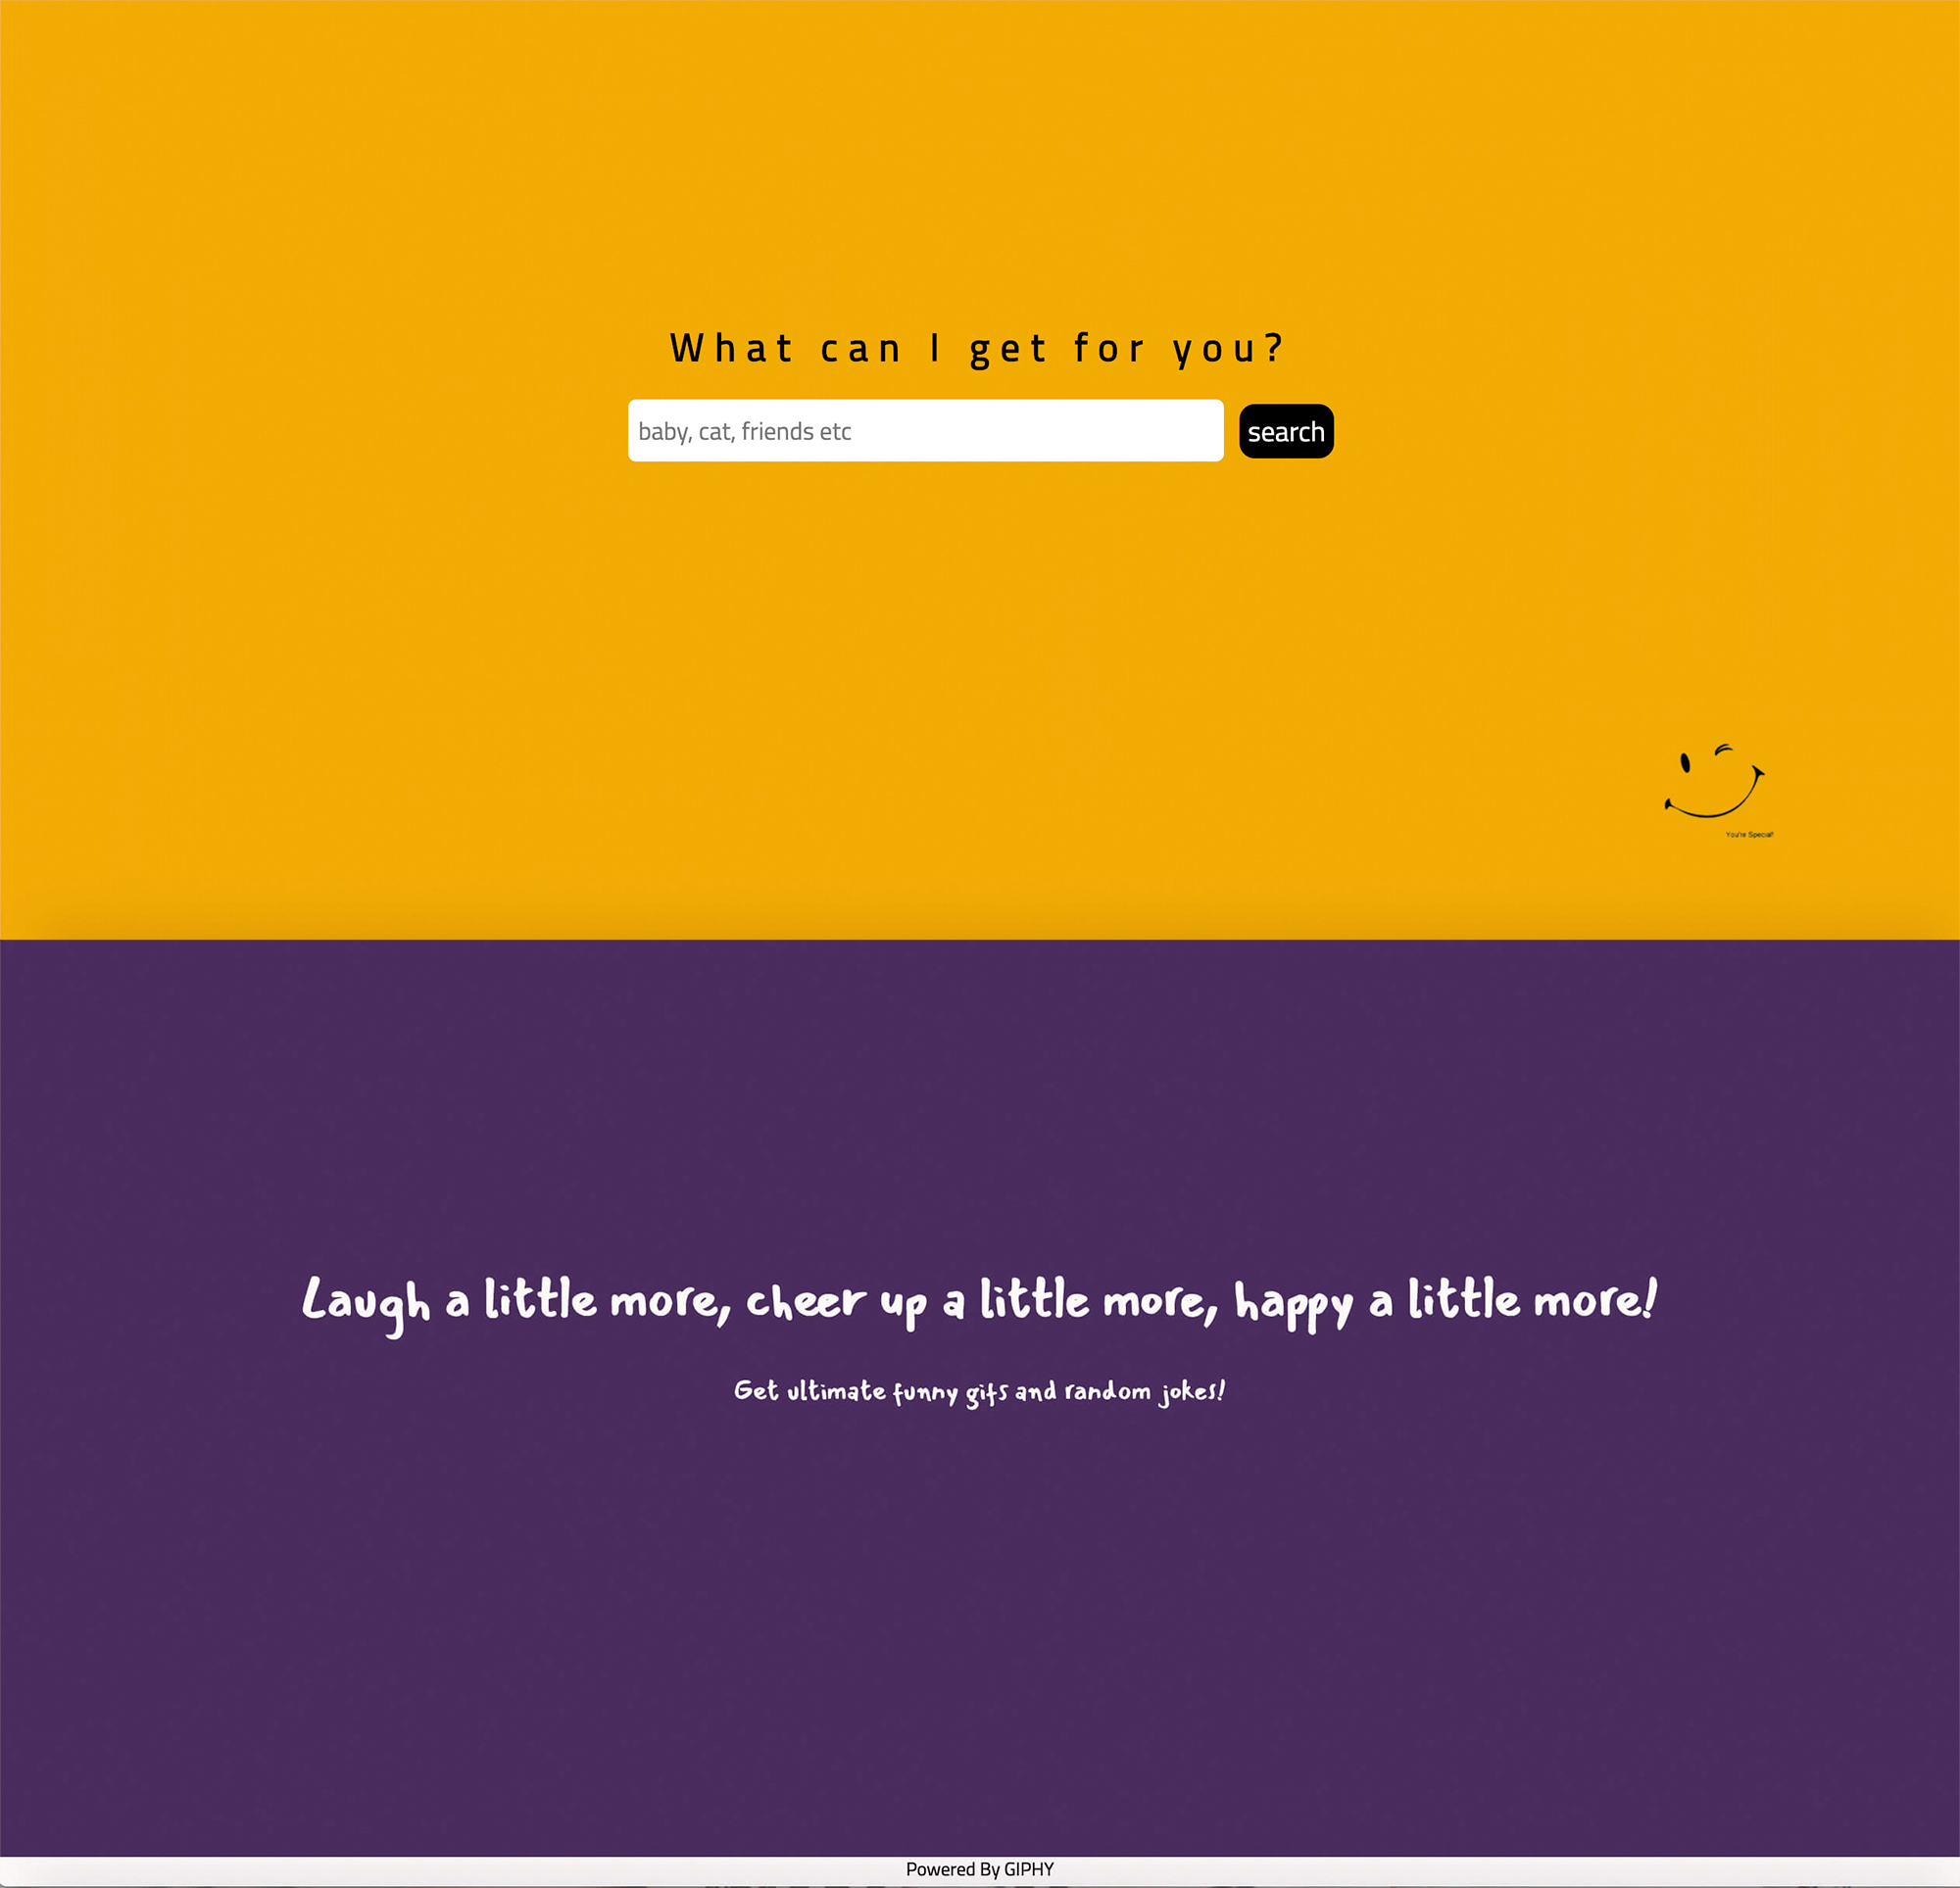 What can I get for you?
baby, cat, friends etc
search
You're Special!
Laugh a little more, cheer up a little more, happy a little more!
Get ultimate funny gifs and random jokes!
Powered By GIPHY